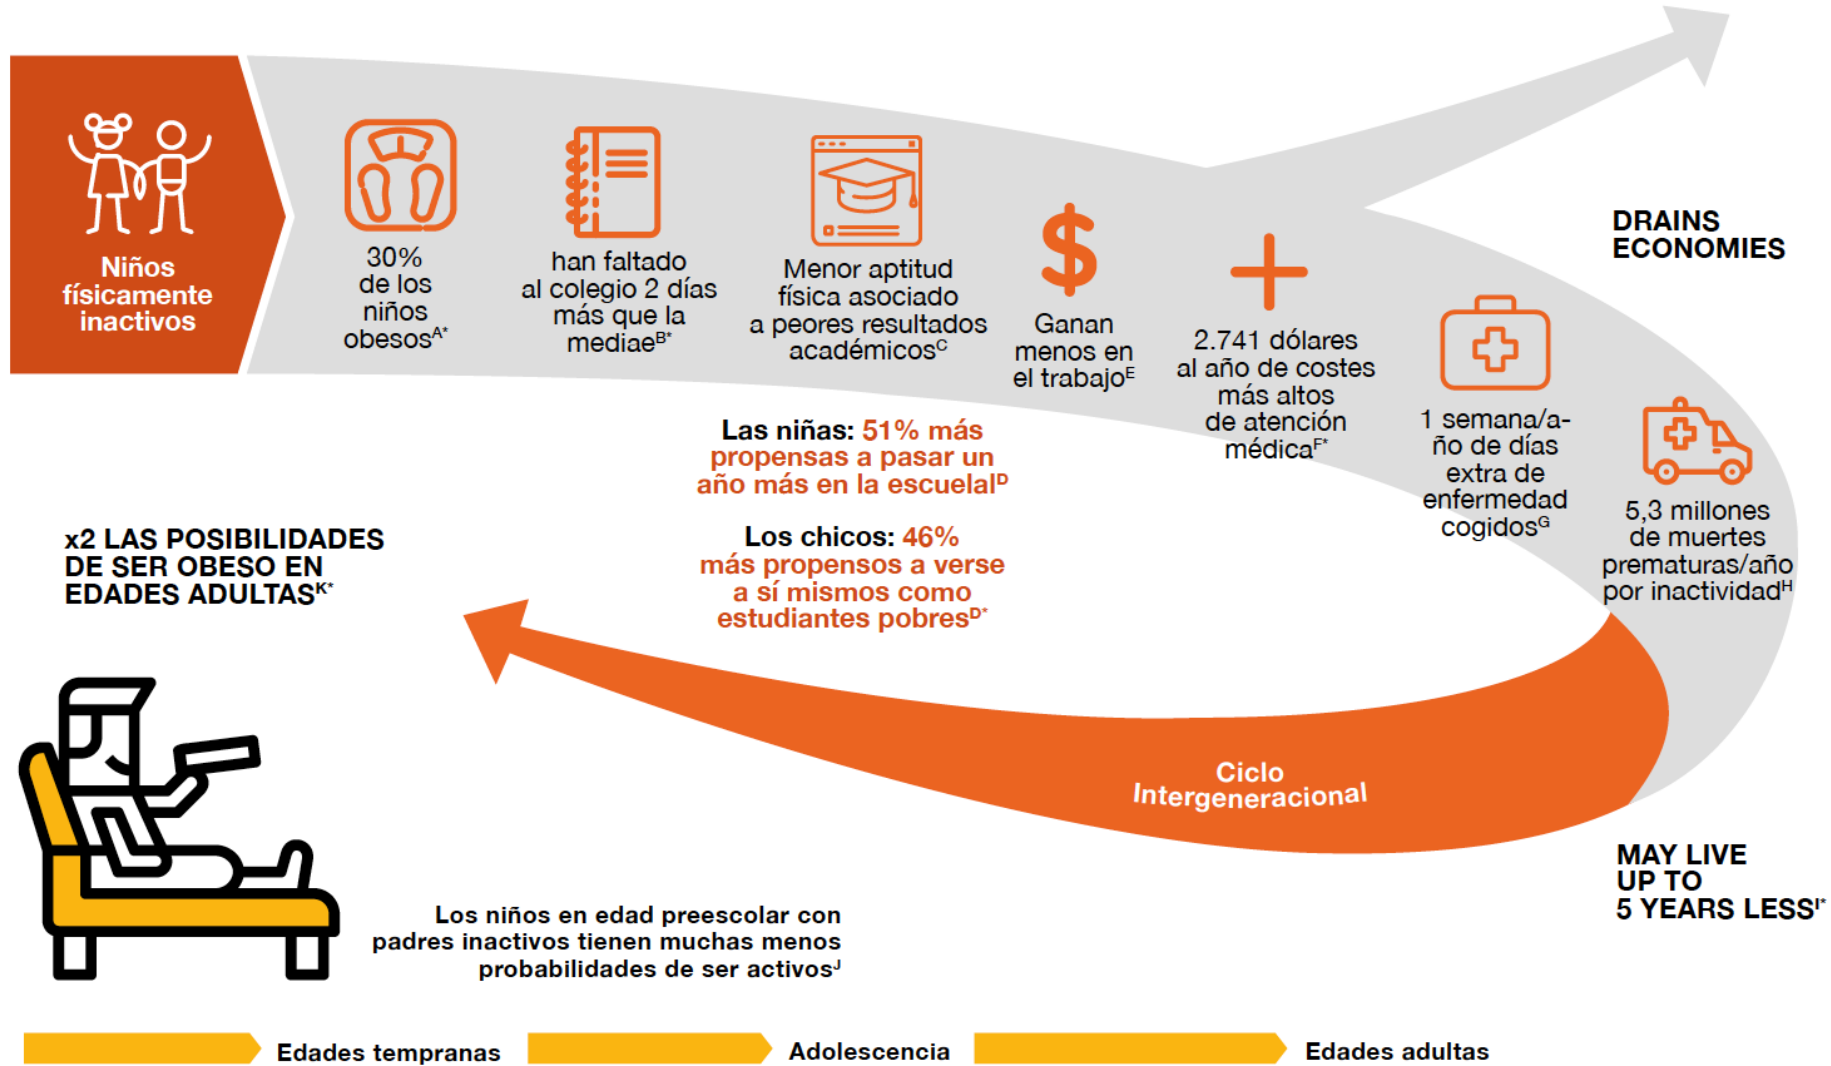 Niños
físicamente
inactivos
30%
de los
niños
obesosA*
han faltado
al colegio 2 días
más que la
mediaeB*
Menor aptitud
física asociado
a peores resultados
académicosC
Ganan
menos en
el trabajoE
2.741 dólares
al año de costes
más altos
de atención
médicaF*
1 semana/a-
ño de días
extra de
enfermedad
cogidosG
5,3 millones
de muertes
prematuras/año
por inactividadH
DRAINS
ECONOMIES
Las niñas: 51% más
propensas a pasar un
año más en la escuelalD
Los chicos: 46%
más propensos a verse
a sí mismos como
estudiantes pobresD*
x2 LAS POSIBILIDADES
DE SER OBESO EN
EDADES ADULTASK*
Ciclo
Intergeneracional
MAY LIVE
UP TO
5 YEARS LESSI*
Los niños en edad preescolar con
padres inactivos tienen muchas menos
probabilidades de ser activosJ
Edades tempranas
Adolescencia
Edades adultas